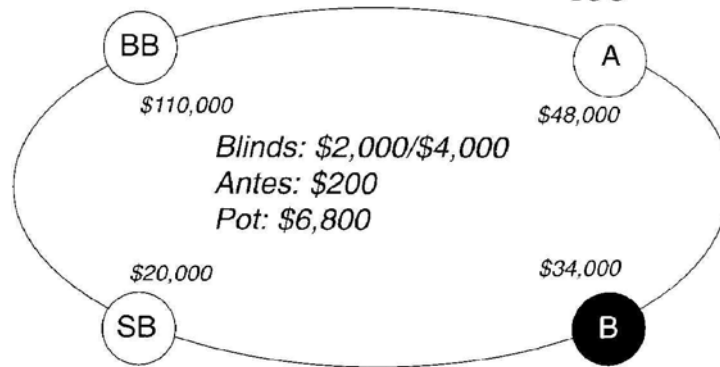 BB
A
$110,000
$48,000
Blinds: $2,000/$4,000
Antes: $200
Pot: $6,800
$20,000
$34,000
SB
B